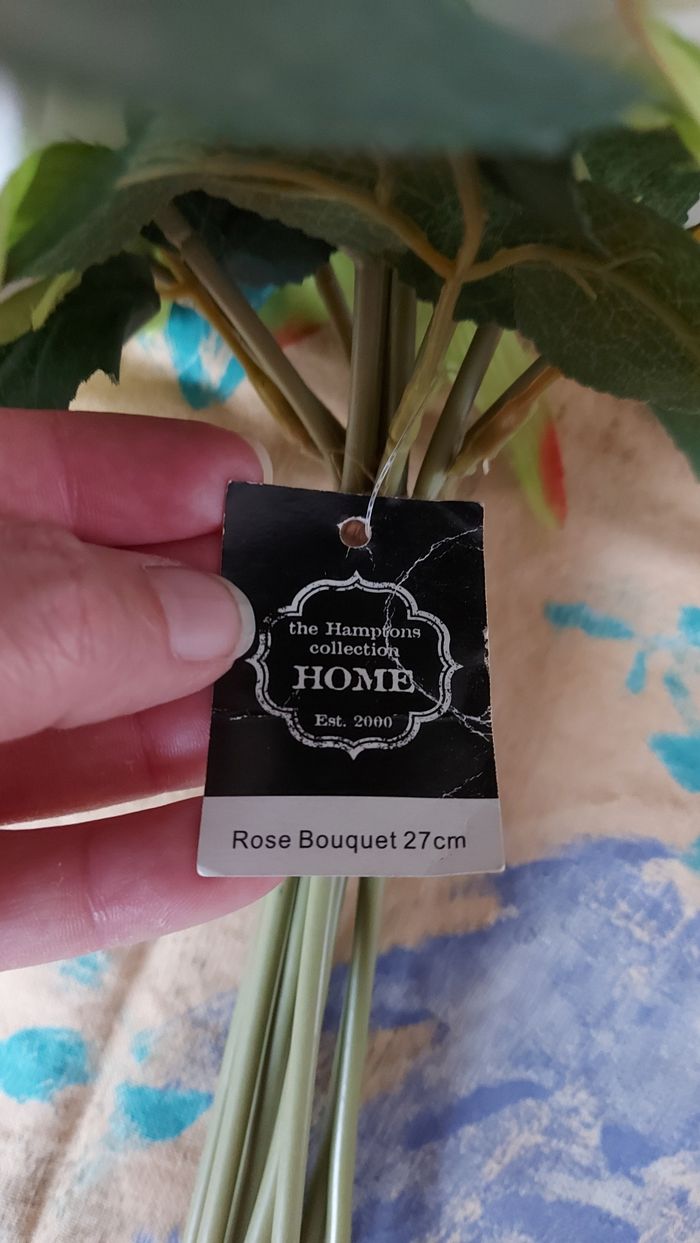 the Hamptons
collection
HOME
Est. 2000
Rose Bouquet 27cm